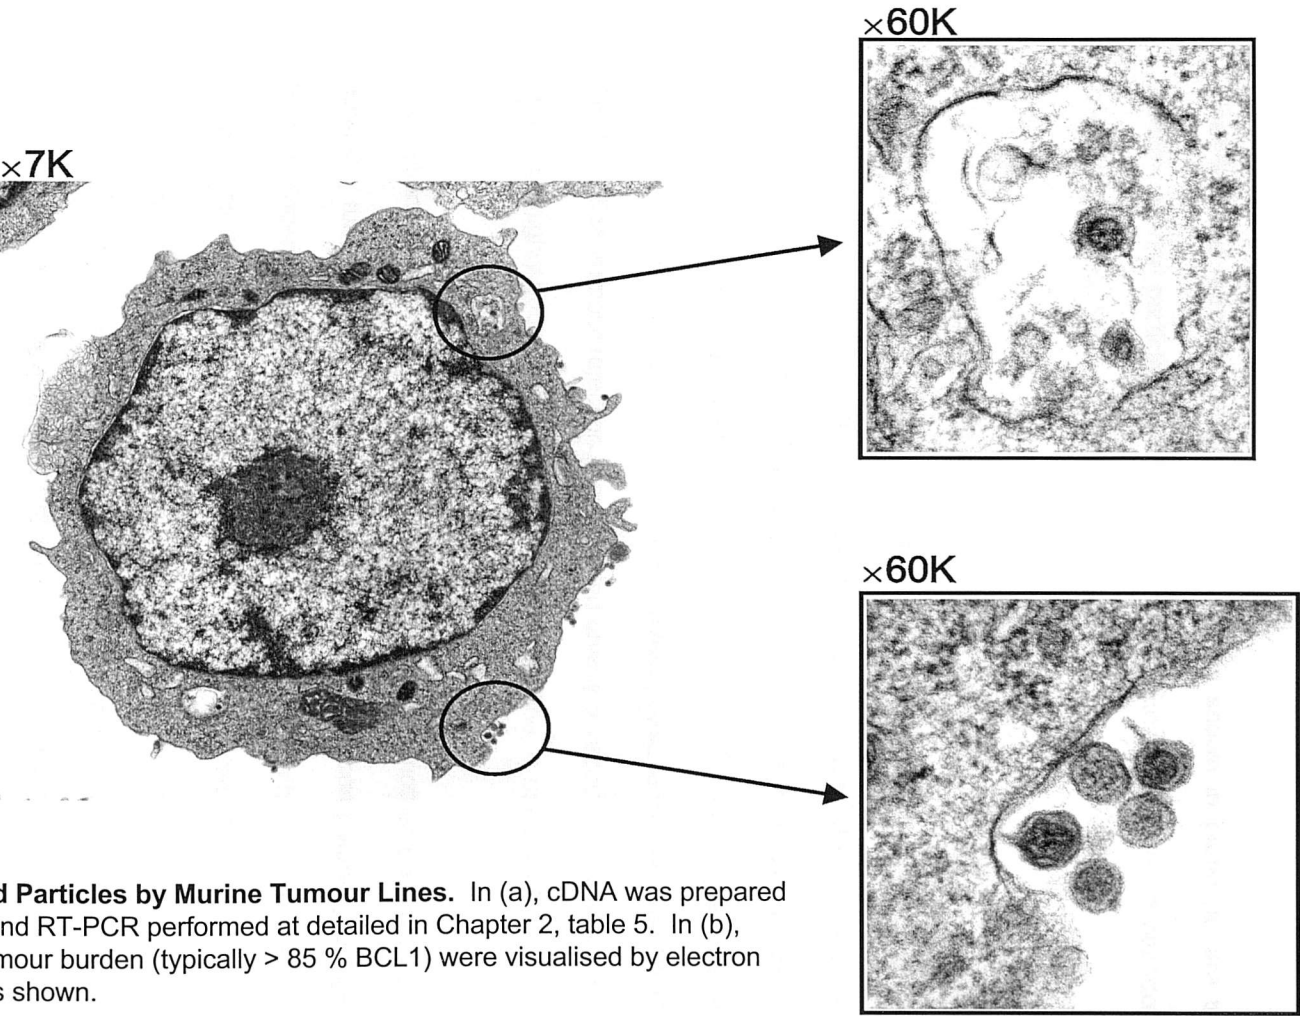 ×60K
×7K
×60K
d Particles by Murine Tumour Lines. In (a), cDNA was prepared
nd RT-PCR performed at detailed in Chapter 2, table 5. In (b),
mour burden (typically > 85 % BCL1) were visualised by electron
s shown.